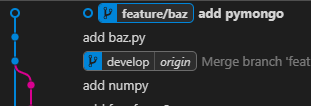 feature/baz add pymongo
add baz.py
develop origin Merge branch 'feat
add numpy